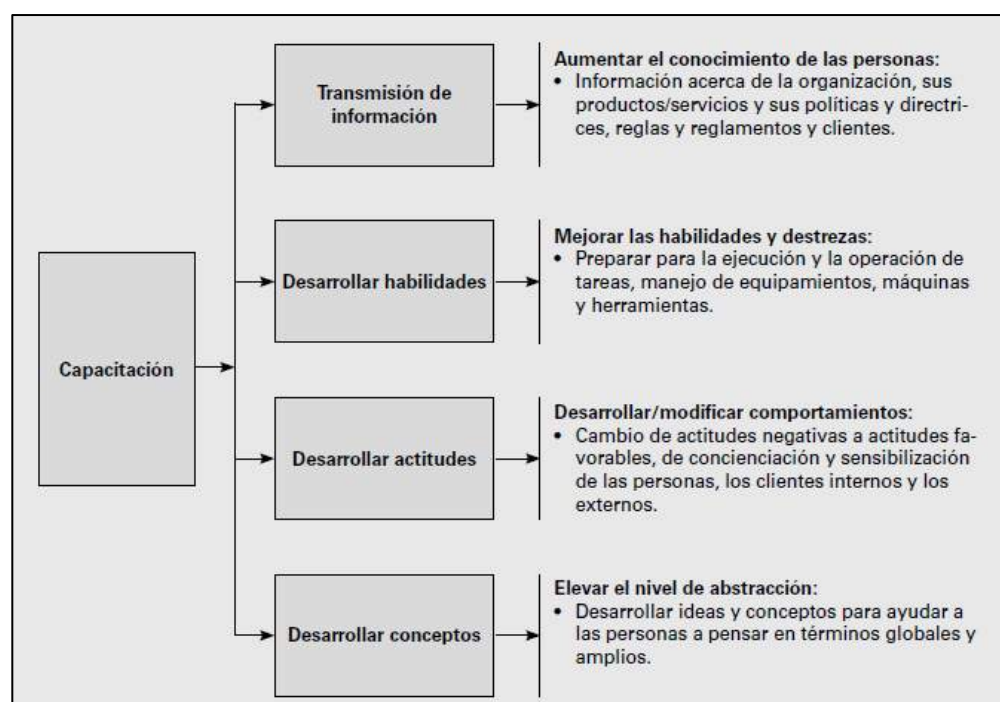 Capacitación
Transmisión de
información
Aumentar el conocimiento de las personas:
• Información acerca de la organización, sus
productos/servicios y sus políticas y directri-
ces, reglas y reglamentos y clientes.
Desarrollar habilidades
Mejorar las habilidades y destrezas:
• Preparar para la ejecución y la operación de
tareas, manejo de equipamientos, máquinas
y herramientas.
Desarrollar actitudes
Desarrollar/modificar comportamientos:
• Cambio de actitudes negativas a actitudes fa-
vorables, de concienciación y sensibilización
de las personas, los clientes internos y los
externos.
Desarrollar conceptos
Elevar el nivel de abstracción:
• Desarrollar ideas y conceptos para ayudar a
las personas a pensar en términos globales y
amplios.